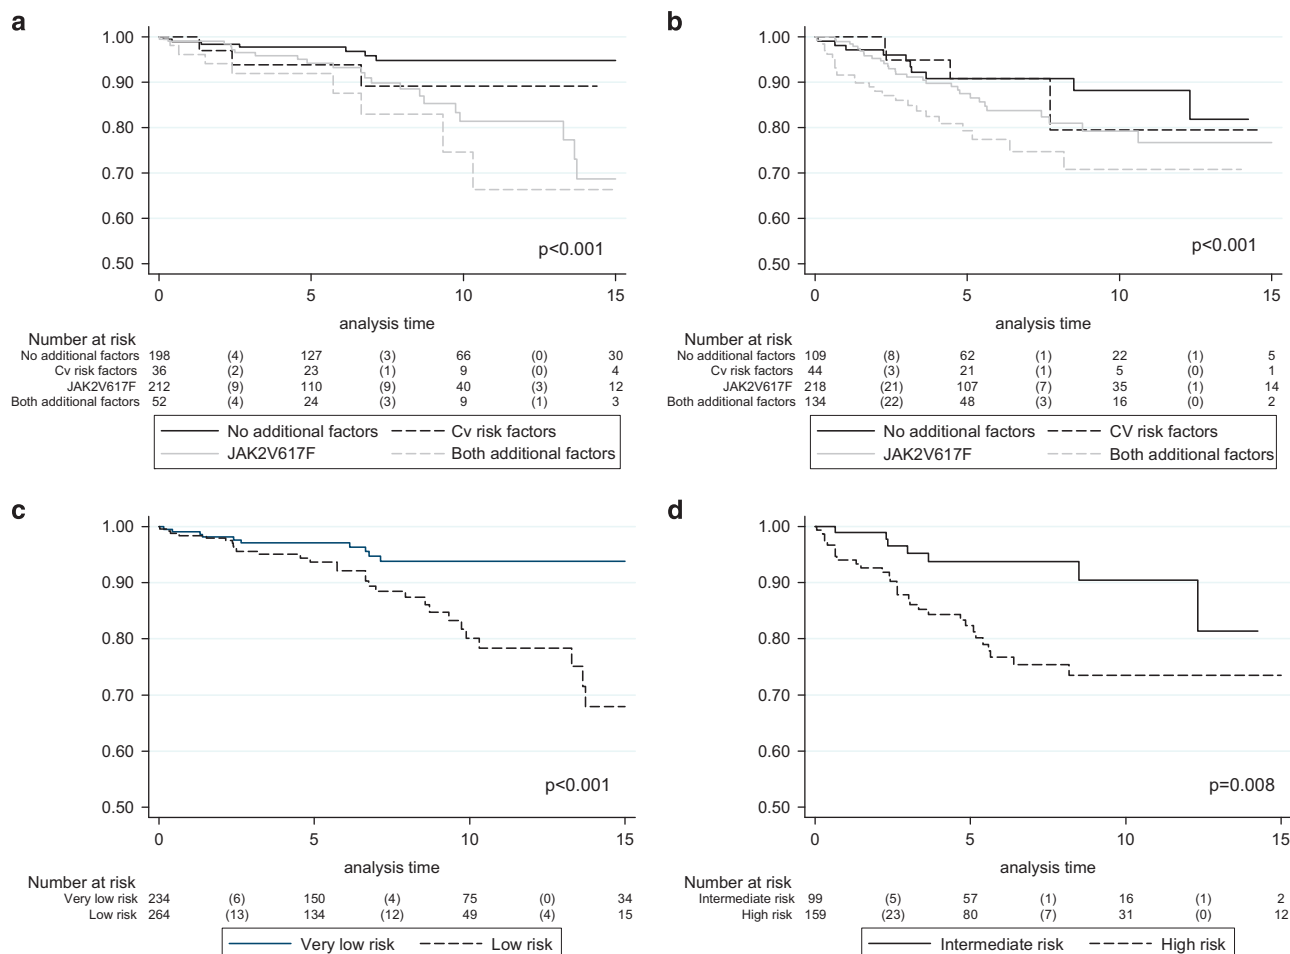 a
1.00
0.90
0.80
0.70
0.60
0.50
p<0.001
0 5 10 15
analysis time
Number at risk
No additional factors 198 (4) 127 (3) 66 (0) 30
Cv risk factors 36 (2) 23 (1) 9 (0) 4
JAK2V617F 212 (9) 110 (9) 40 (3) 12
Both additional factors 52 (4) 24 (3) 9 (1) 3
No additional factors Cv risk factors
JAK2V617F Both additional factors
b
1.00
0.90
0.80
0.70
0.60
0.50
p<0.001
0 5 10 15
analysis time
Number at risk
No additional factors 109 (8) 62 (1) 22 (1) 5
Cv risk factors 44 (3) 21 (1) 5 (0) 1
JAK2V617F 218 (21) 107 (7) 35 (1) 14
Both additional factors 134 (22) 48 (3) 16 (0) 2
No additional factors CV risk factors
JAK2V617F Both additional factors
c
1.00
0.90
0.80
0.70
0.60
0.50
p<0.001
0 5 10 15
analysis time
Number at risk
Very low risk 234 (6) 150 (4) 75 (0) 34
Low risk 264 (13) 134 (12) 49 (4) 15
Very low risk Low risk
d
1.00
0.90
0.80
0.70
0.60
0.50
p=0.008
0 5 10 15
analysis time
Number at risk
Intermediate risk 99 (5) 57 (1) 16 (1) 2
High risk 159 (23) 80 (7) 31 (0) 12
Intermediate risk High risk